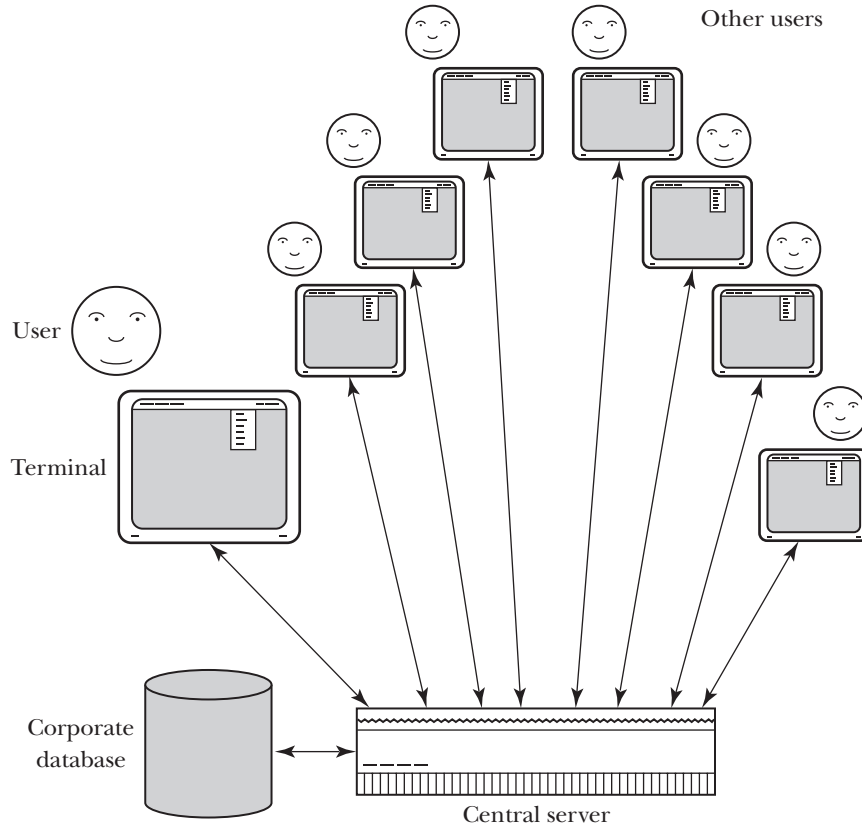 Other users
User
Terminal
Corporate
database
Central server